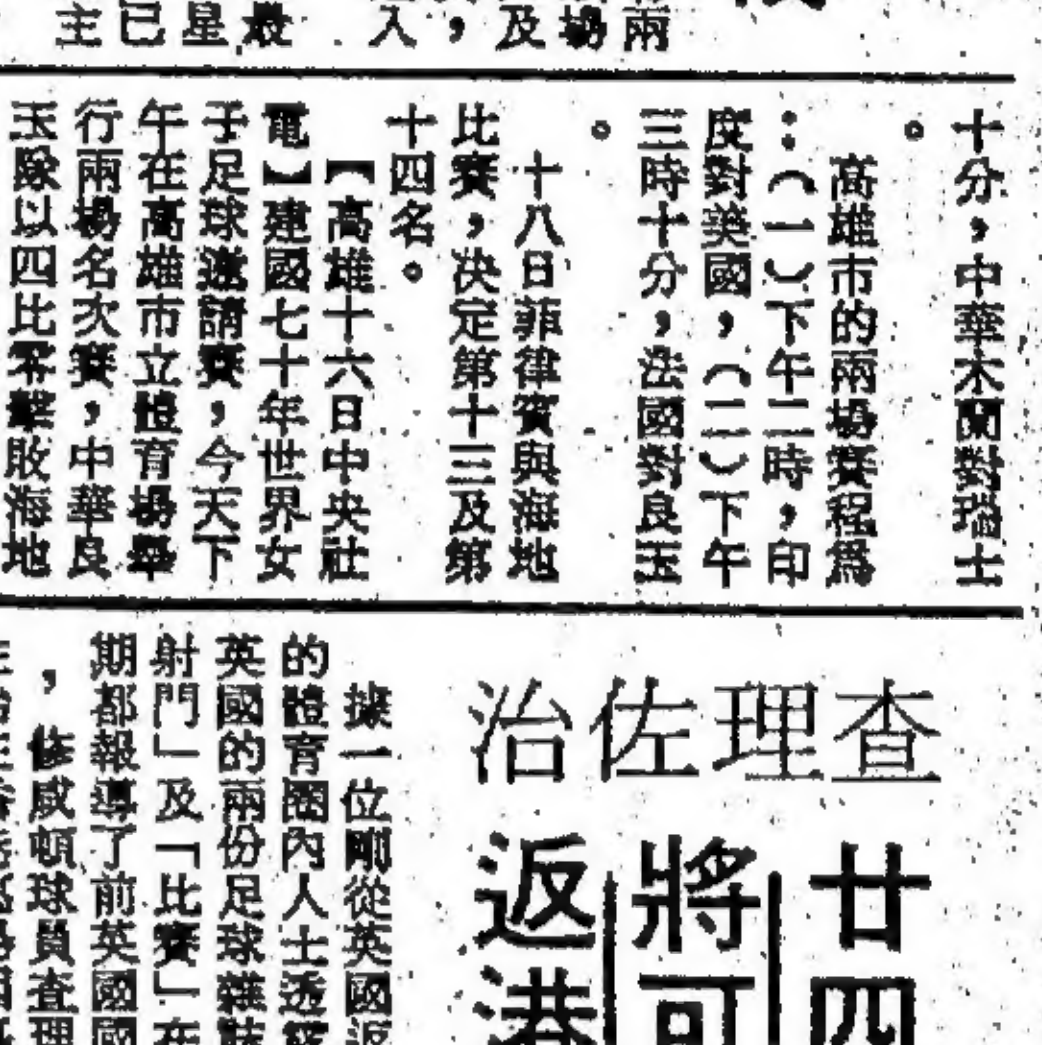 兩
場
及
，
入
最
星
已
主
十分，中華木蘭對瑞士
。
高雄市的兩場賽程爲
：（一）下午二時，印
度對英國，（二）下午
三時十分，法國對良玉
。
十八日菲律賓與海地
比賽，決定第十三及第
十四名。
【高雄十六日中央社
電】建國七十年世界女
子足球邀請賽，今天下
午在高雄市立體育場舉
行兩場名次賽，中華良
玉隊以四比零擊敗海地
查理佐治
廿四
將可
返港
據一位剛從英國返
的體育圈內人士透
英國的兩份足球雜誌
射門」及「比賽」在
期都報導了前英國國
，修咸頓球員查理